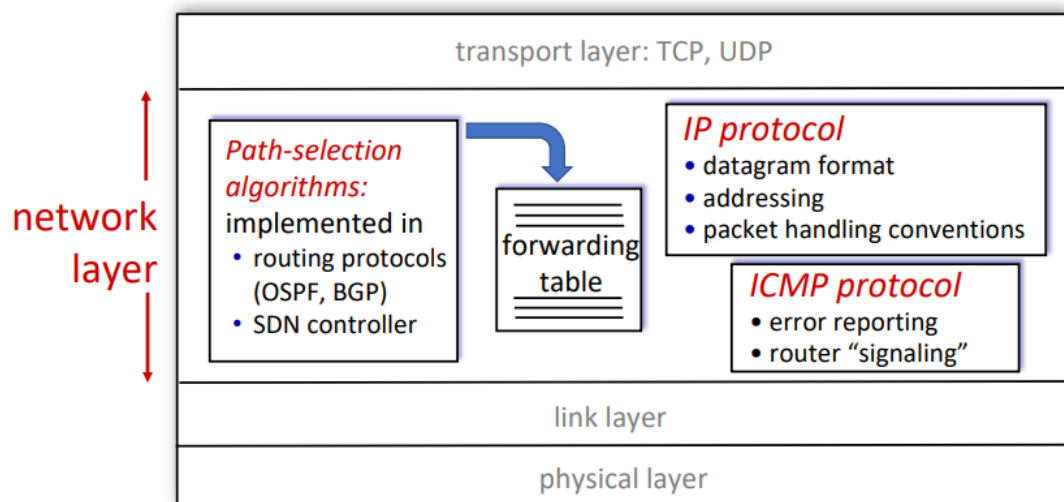 transport layer: TCP, UDP
network
layer
Path-selection
algorithms:
implemented in
• routing protocols
(OSPF, BGP)
• SDN controller
forwarding
table
IP protocol
• datagram format
• addressing
• packet handling conventions
ICMP protocol
• error reporting
• router “signaling”
link layer
physical layer